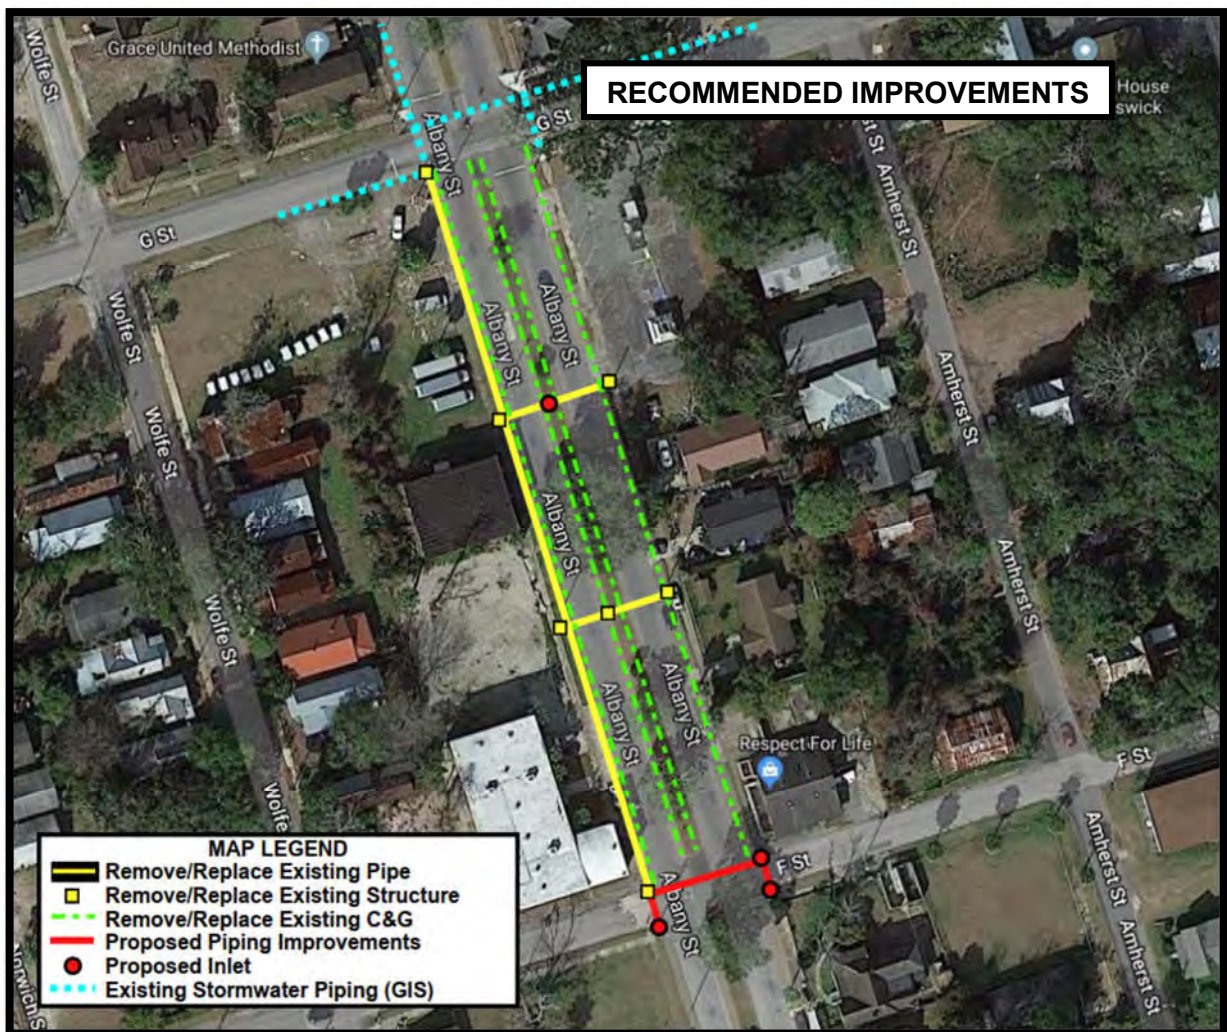 Wolfe St
Grace United Methodist
RECOMMENDED IMPROVEMENTS
House
swick
Albany St
G St
St
Amherst St
G St
Wolfe St
Albany St
Albany St
Amherst St
Wolfe St
Albany St
Amherst St
Wolfe St
Albany St
Albany St
Respect For Life
F St
Wolfe
F St
Albany St
Amherst St
Amherst St
Norwich S
MAP LEGEND
Remove/Replace Existing Pipe
Remove/Replace Existing Structure
Remove/Replace Existing C&G
Proposed Piping Improvements
Proposed Inlet
Existing Stormwater Piping (GIS)